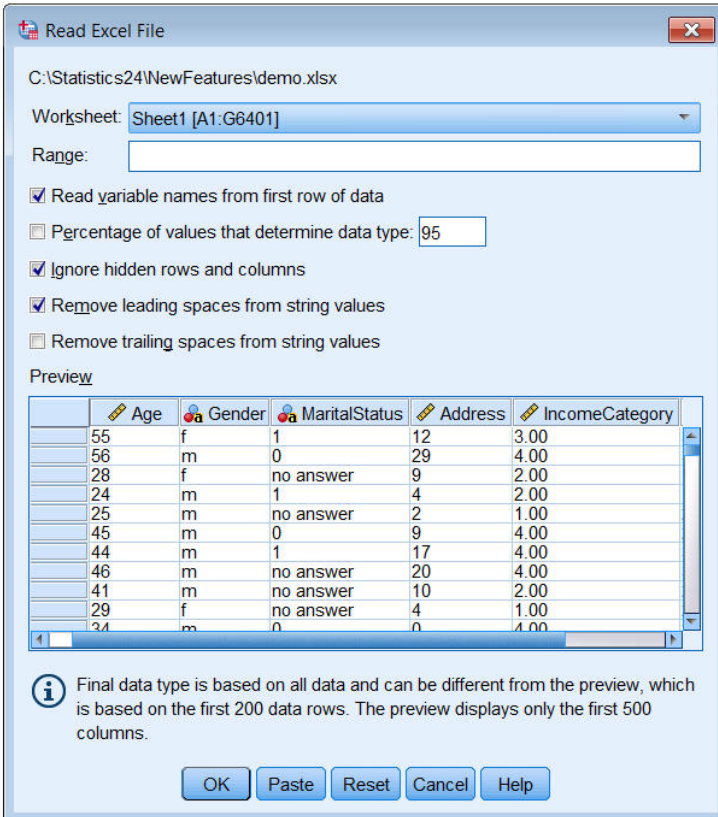 Read Excel File
C:\Statistics24\NewFeatures\demo.xlsx
Worksheet: Sheet1 [A1:G6401]
Range:
Read variable names from first row of data
Percentage of values that determine data type: 95
Ignore hidden rows and columns
Remove leading spaces from string values
Remove trailing spaces from string values
Preview
Age Gender MaritalStatus Address IncomeCategory
55 f 1 12 3.00
56 m 0 29 4.00
28 f no answer 9 2.00
24 m 1 4 2.00
25 m no answer 2 1.00
45 m 0 9 4.00
44 m 1 17 4.00
46 m no answer 20 4.00
41 m no answer 10 2.00
29 f no answer 4 1.00
34 m 0 0 4.00
Final data type is based on all data and can be different from the preview, which
is based on the first 200 data rows. The preview displays only the first 500
columns.
OK Paste Reset Cancel Help